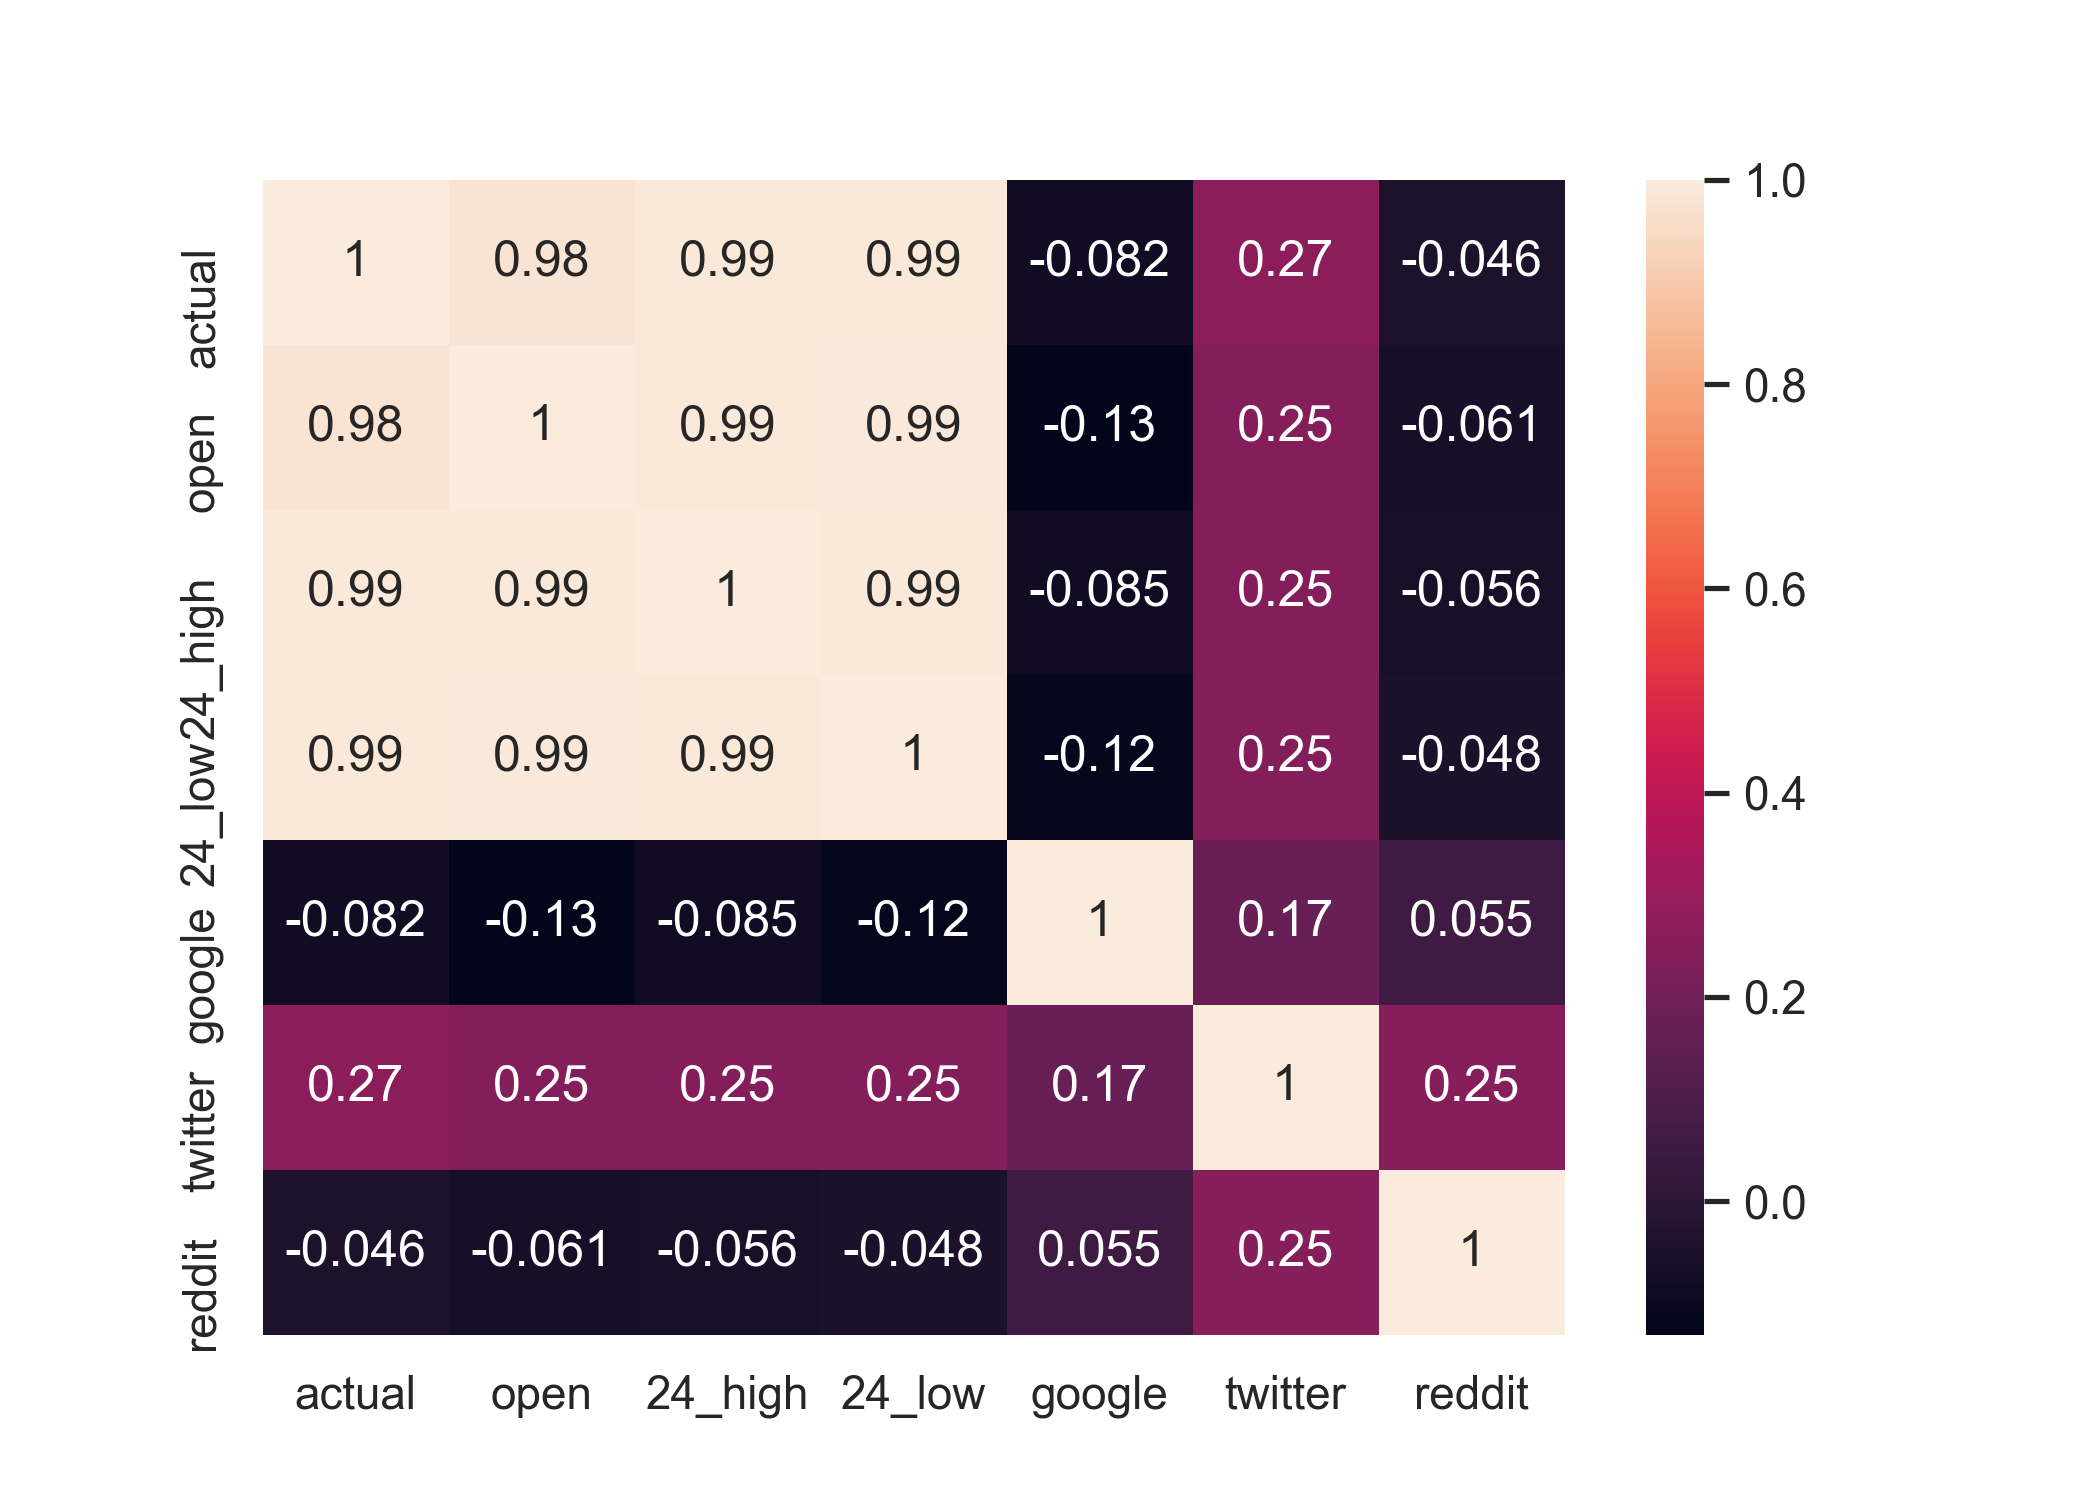 actual 1 0.98 0.99 0.99 -0.082 0.27 -0.046
open 0.98 1 0.99 0.99 -0.13 0.25 -0.061
24_high 0.99 0.99 1 0.99 -0.085 0.25 -0.056
24_low 0.99 0.99 0.99 1 -0.12 0.25 -0.048
google -0.082 -0.13 -0.085 -0.12 1 0.17 0.055
twitter 0.27 0.25 0.25 0.25 0.17 1 0.25
reddit -0.046 -0.061 -0.056 -0.048 0.055 0.25 1
actual open 24_high 24_low google twitter reddit
1.0
0.8
0.6
0.4
0.2
0.0